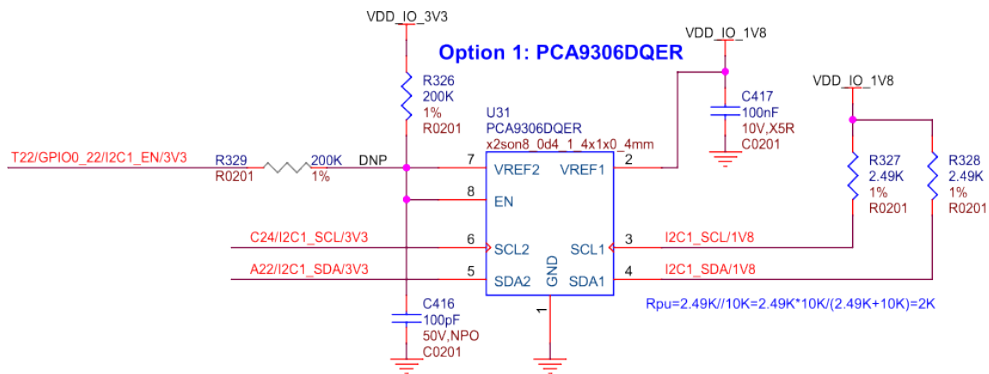 VDD_IO_3V3
Option 1: PCA9306DQER
VDD_IO_1V8
VDD_IO_1V8
R326
200K
1%
R0201
C417
100nF
10V,X5R
C0201
U31
PCA9306DQER
x2son8_0d4_1_4x1x0_4mm
T22/GPIO0_22/I2C1_EN/3V3
R329
200K
DNP
R0201
1%
7
VREF2
VREF1
2
8
EN
R327
2.49K
1%
R0201
R328
2.49K
1%
R0201
C24/I2C1_SCL/3V3
6
SCL2
SCL1
3
I2C1_SCL/1V8
A22/I2C1_SDA/3V3
5
SDA2
GND
SDA1
4
I2C1_SDA/1V8
1
C416
100pF
50V,NPO
C0201
Rpu=2.49K//10K=2.49K*10K/(2.49K+10K)=2K